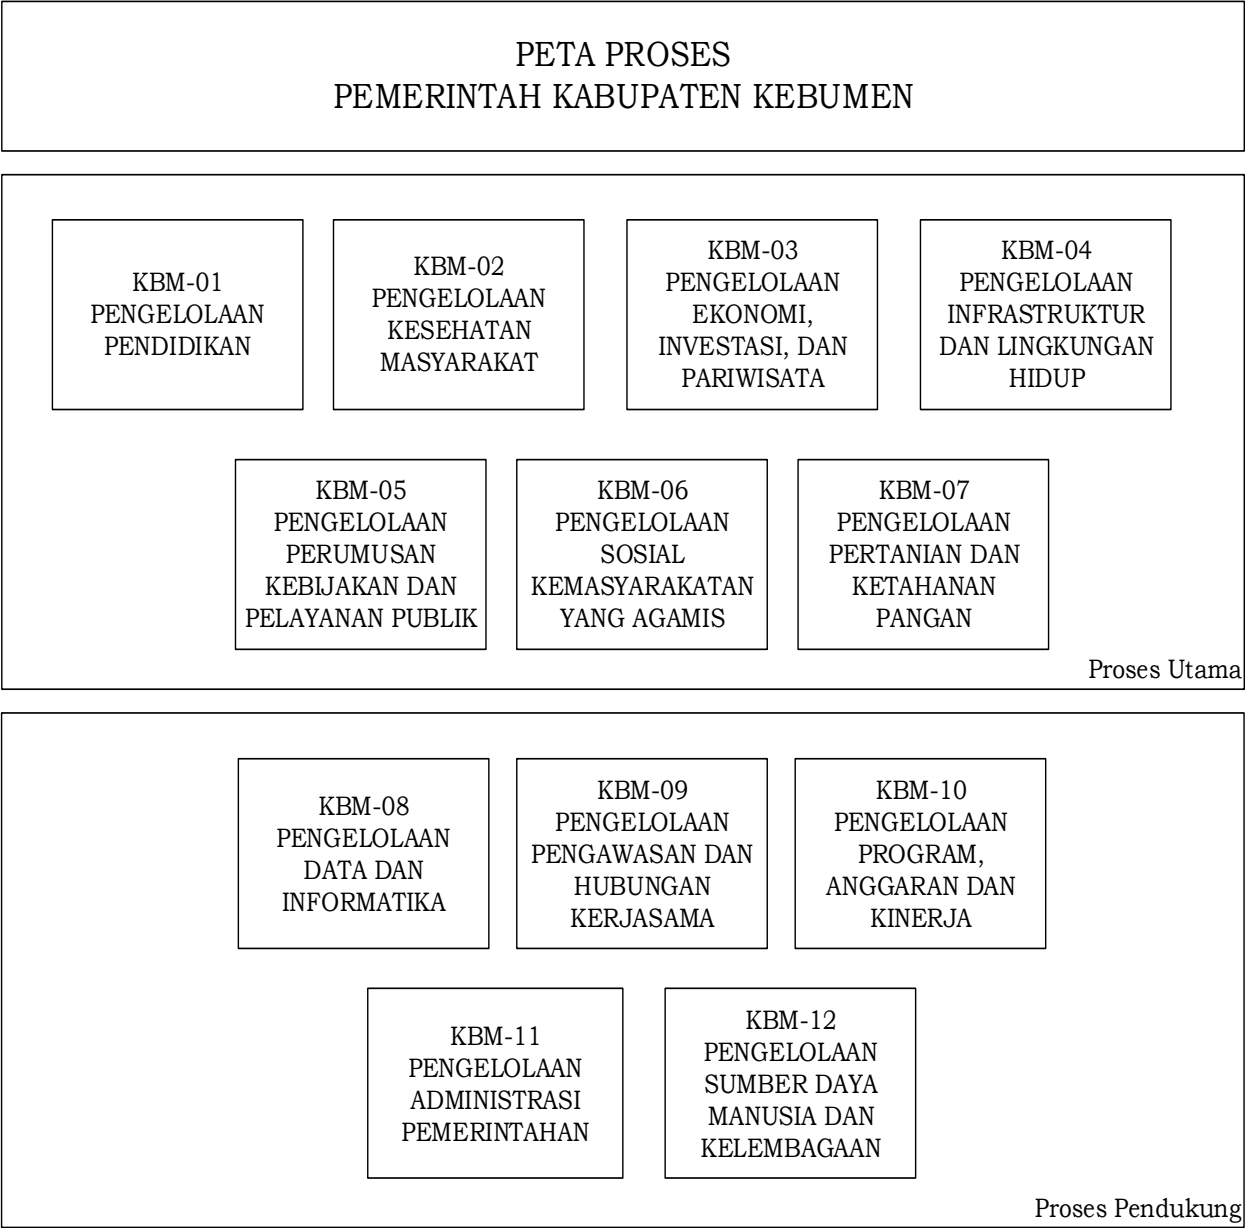 PETA PROSES
PEMERINTAH KABUPATEN KEBUMEN
KBM-01
PENGELOLAAN
PENDIDIKAN
KBM-02
PENGELOLAAN
KESEHATAN
MASYARAKAT
KBM-03
PENGELOLAAN
EKONOMI,
INVESTASI, DAN
PARIWISATA
KBM-04
PENGELOLAAN
INFRASTRUKTUR
DAN LINGKUNGAN
HIDUP
KBM-05
PENGELOLAAN
PERUMUSAN
KEBIJAKAN DAN
PELAYANAN PUBLIK
KBM-06
PENGELOLAAN
SOSIAL
KEMASYARAKATAN
YANG AGAMIS
KBM-07
PENGELOLAAN
PERTANIAN DAN
KETAHANAN
PANGAN
Proses Utama
KBM-08
PENGELOLAAN
DATA DAN
INFORMATIKA
KBM-09
PENGELOLAAN
PENGAWASAN DAN
HUBUNGAN
KERJASAMA
KBM-10
PENGELOLAAN
PROGRAM,
ANGGARAN DAN
KINERJA
KBM-11
PENGELOLAAN
ADMINISTRASI
PEMERINTAHAN
KBM-12
PENGELOLAAN
SUMBER DAYA
MANUSIA DAN
KELEMBAGAAN
Proses Pendukung